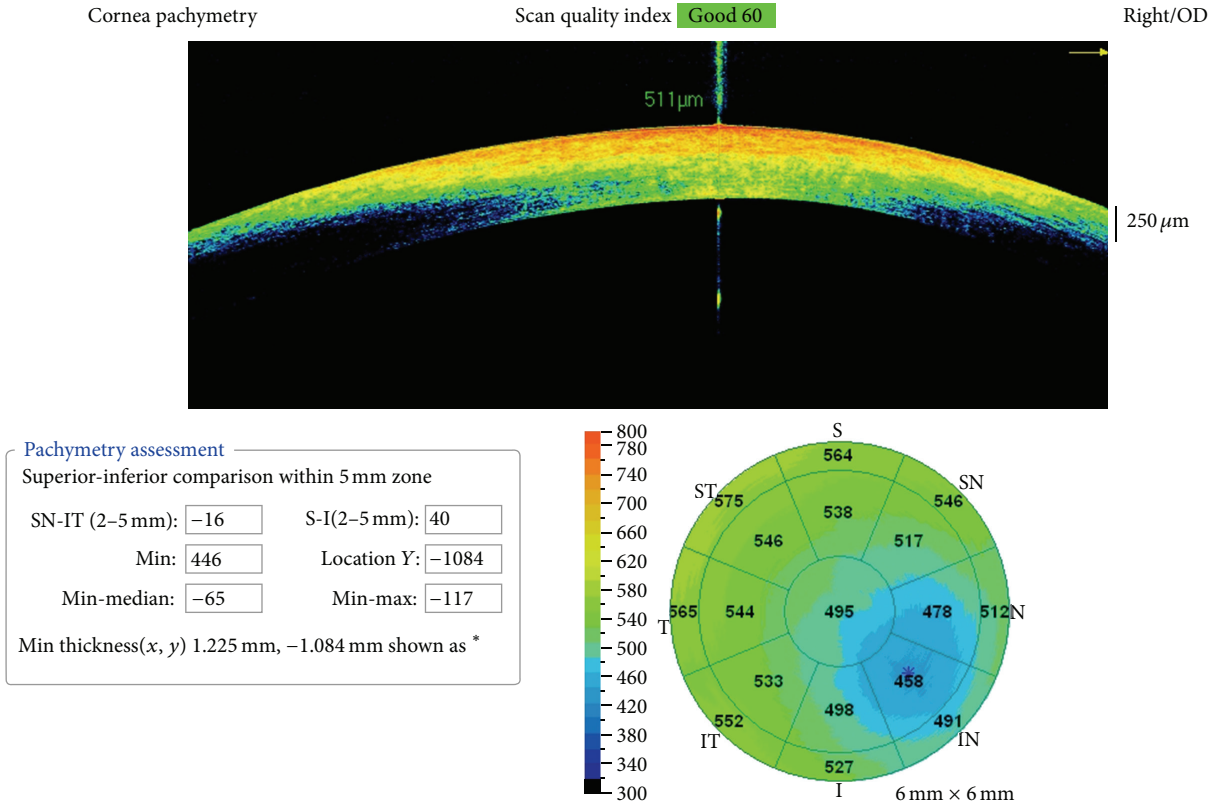 Cornea pachymetry Scan quality index Good 60 Right/OD
511µm
250 µm
Pachymetry assessment
Superior-inferior comparison within 5 mm zone
SN-IT (2–5 mm): −16 S-I(2–5 mm): 40
Min: 446 Location Y: −1084
Min-median: −65 Min-max: −117
Min thickness(x, y) 1.225 mm, −1.084 mm shown as *
800
780
740
700
660
620
580
540
500
460
420
380
340
300
S
564
ST 575 546 SN
538
546 517
565 544 495 478 512 N
T
533 * 458
498
552 491
IT IN
527
I
6 mm × 6 mm